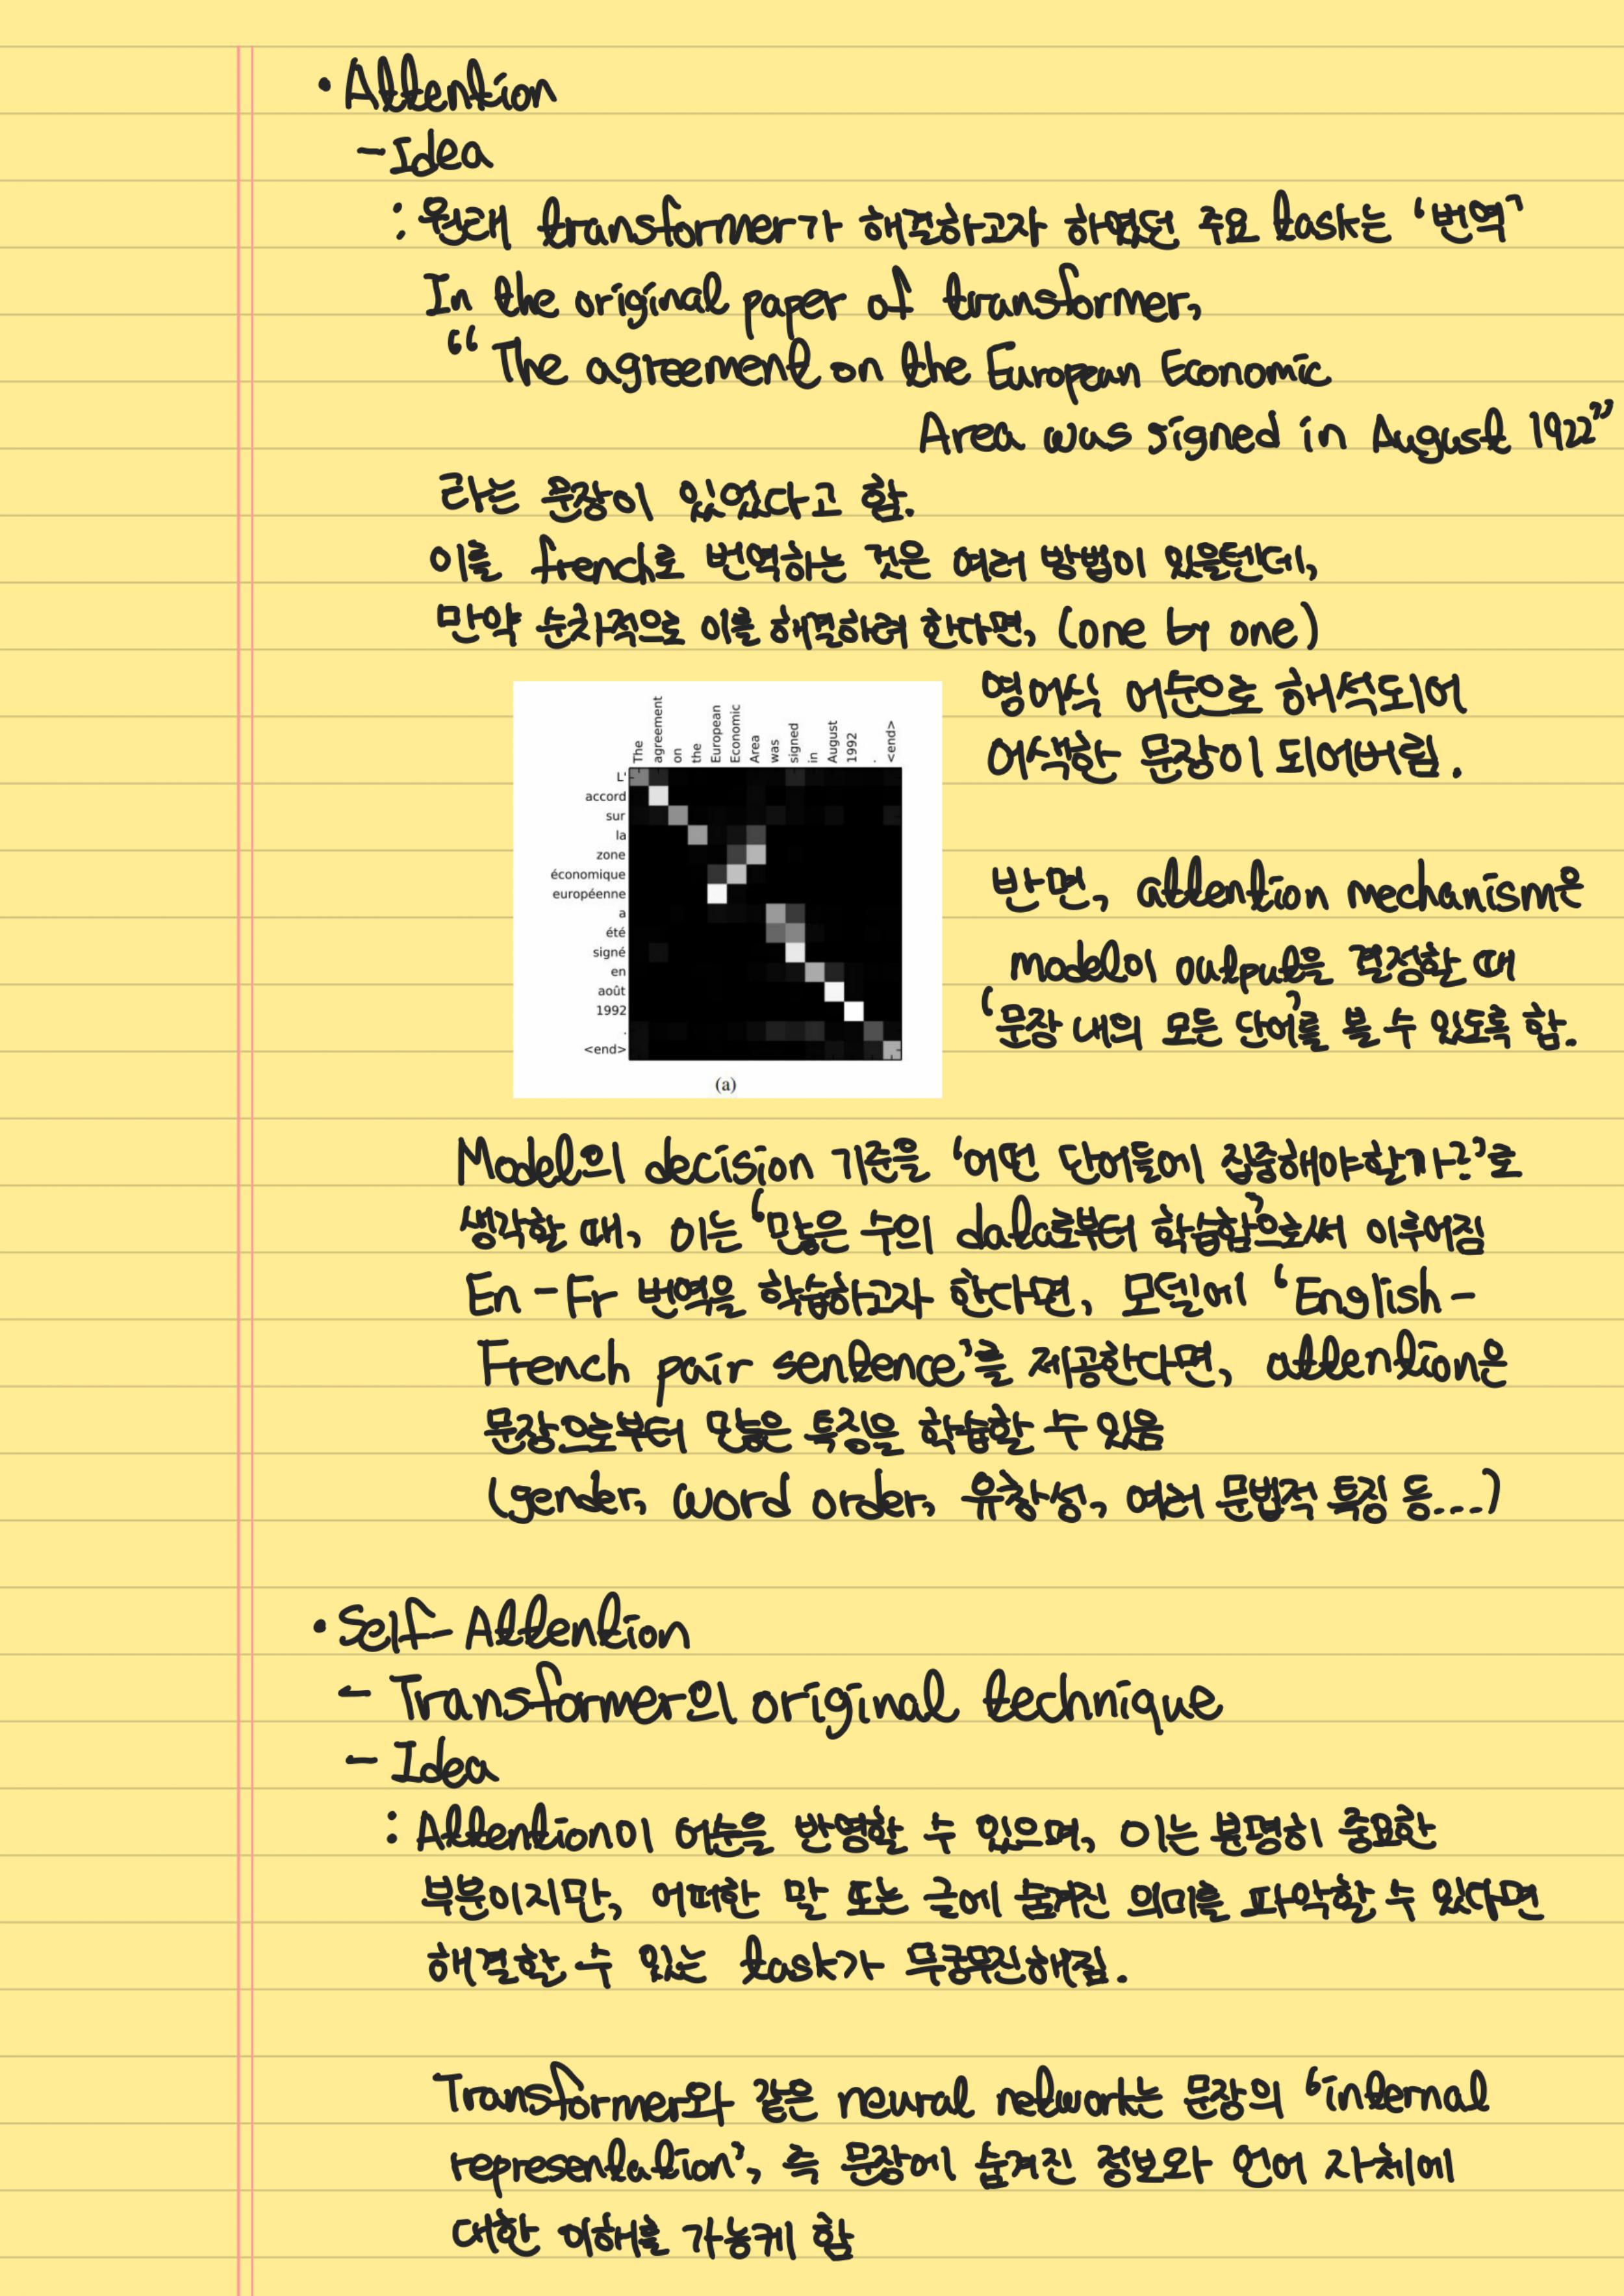 • Attention
- Idea
: 원래 transformer가 해결하고자 하였던 주요 task는 '번역'
In the original paper of transformer,
“The agreement on the European Economic
Area was signed in August 1922”
라는 문장이 있었다고 함.
이를 french로 번역하는 것은 여러 방법이 있을텐데,
만약 순차적으로 이를 해결하려 한다면, (one by one)
영어식 어순으로 해석되어
어색한 문장이 되어버림.
The agreement on the European Economic Area was signed in August 1992 . <end>
L'
accord
sur
la
zone
économique
européenne
a
été
signé
en
août
1992
.
<end>
(a)
반면, attention mechanism은
model이 output을 결정할 때
'문장 내의 모든 단어'를 볼 수 있도록 함.
Model의 decision 기준을 '어떤 단어들에 집중해야할까?'로
생각할 때, 이는 '많은 수의 data로부터 학습함'으로써 이루어짐
En-Fr 번역을 학습하고자 한다면, 모델에 'English-
French pair sentence'를 제공한다면, attention은
문장으로부터 많은 특징을 학습할 수 있음
(gender, word order, 유창성, 여러 문법적 특징 등....)
• Self-Attention
- Transformer의 original technique
- Idea
: Attention이 어순을 반영할 수 있으며, 이는 분명히 중요한
부분이지만, 어떠한 말 또는 글에 숨겨진 의미를 파악할 수 있다면
해결할 수 있는 task가 무궁무진해짐.
Transformer와 같은 neural network는 문장의 'internal
representation', 즉 문장에 숨겨진 정보와 언어 자체에
대한 이해를 가능케 함